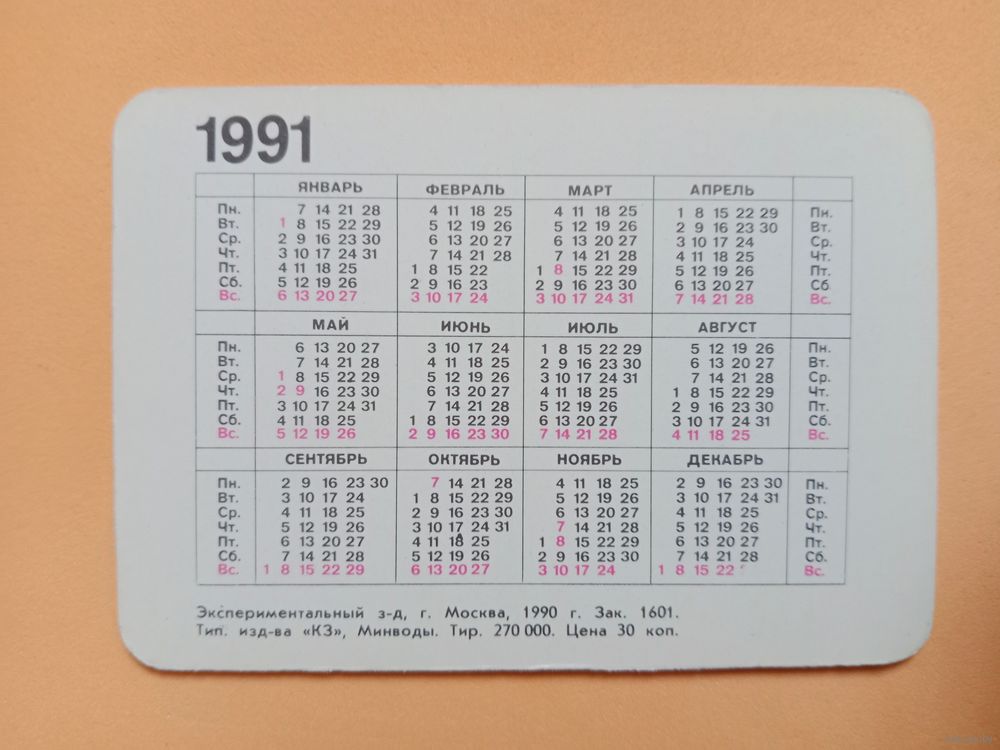 1991
ЯНВАРЬ ФЕВРАЛЬ МАРТ АПРЕЛЬ
Пн. 7 14 21 28 4 11 18 25 4 11 18 25 1 8 15 22 29 Пн.
Вт. 1 8 15 22 29 5 12 19 26 5 12 19 26 2 9 16 23 30 Вт.
Ср. 2 9 16 23 30 6 13 20 27 6 13 20 27 3 10 17 24 Ср.
Чт. 3 10 17 24 31 7 14 21 28 7 14 21 28 4 11 18 25 Чт.
Пт. 4 11 18 25 1 8 15 22 1 8 15 22 29 5 12 19 26 Пт.
Сб. 5 12 19 26 2 9 16 23 2 9 16 23 30 6 13 20 27 Сб.
Вс. 6 13 20 27 3 10 17 24 3 10 17 24 31 7 14 21 28 Вс.
МАЙ ИЮНЬ ИЮЛЬ АВГУСТ
Пн. 6 13 20 27 3 10 17 24 1 8 15 22 29 5 12 19 26 Пн.
Вт. 7 14 21 28 4 11 18 25 2 9 16 23 30 6 13 20 27 Вт.
Ср. 1 8 15 22 29 5 12 19 26 3 10 17 24 31 7 14 21 28 Ср.
Чт. 2 9 16 23 30 6 13 20 27 4 11 18 25 1 8 15 22 29 Чт.
Пт. 3 10 17 24 31 7 14 21 28 5 12 19 26 2 9 16 23 30 Пт.
Сб. 4 11 18 25 1 8 15 22 29 6 13 20 27 3 10 17 24 31 Сб.
Вс. 5 12 19 26 2 9 16 23 30 7 14 21 28 4 11 18 25 Вс.
СЕНТЯБРЬ ОКТЯБРЬ НОЯБРЬ ДЕКАБРЬ
Пн. 2 9 16 23 30 7 14 21 28 4 11 18 25 2 9 16 23 30 Пн.
Вт. 3 10 17 24 1 8 15 22 29 5 12 19 26 3 10 17 24 31 Вт.
Ср. 4 11 18 25 2 9 16 23 30 6 13 20 27 4 11 18 25 Ср.
Чт. 5 12 19 26 3 10 17 24 31 7 14 21 28 5 12 19 26 Чт.
Пт. 6 13 20 27 4 11 18 25 1 8 15 22 29 6 13 20 27 Пт.
Сб. 7 14 21 28 5 12 19 26 2 9 16 23 30 7 14 21 28 Сб.
Вс. 1 8 15 22 29 6 13 20 27 3 10 17 24 1 8 15 22 Вс.
Экспериментальный з-д, г. Москва, 1990 г. Зак. 1601.
Тип. изд-ва «КЗ», Минводы. Тир. 270 000. Цена 30 коп.